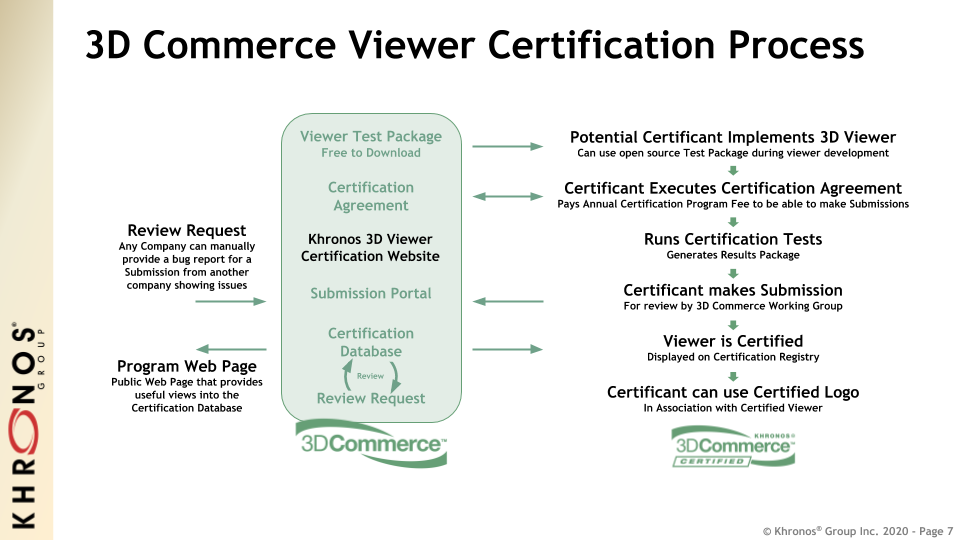 3D Commerce Viewer Certification Process
Viewer Test Package
Free to Download
Certification
Agreement
Khronos 3D Viewer
Certification Website
Submission Portal
Certification
Database
Review
Review Request
3DCommerce™
Review Request
Any Company can manually
provide a bug report for a
Submission from another
company showing issues
Program Web Page
Public Web Page that provides
useful views into the
Certification Database
Potential Certificant Implements 3D Viewer
Can use open source Test Package during viewer development
Certificant Executes Certification Agreement
Pays Annual Certification Program Fee to be able to make Submissions
Runs Certification Tests
Generates Results Package
Certificant makes Submission
For review by 3D Commerce Working Group
Viewer is Certified
Displayed on Certification Registry
Certificant can use Certified Logo
In Association with Certified Viewer
KHRONOS®
3DCommerce™
CERTIFIED
KHRONOS®
GROUP
© Khronos® Group Inc. 2020 - Page 7